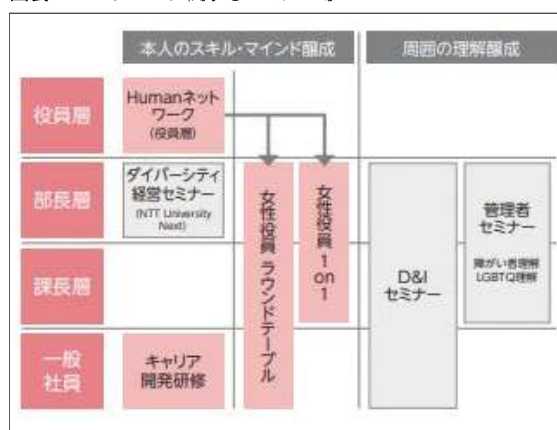 本人のスキル・マインド醸成
周囲の理解醸成
役員層
Humanネット
ワーク
(役員層)
部長層
ダイバーシティ
経営セミナー
(NTT University
Next)
課長層
一般
社員
キャリア
開発研修
女性役員 ラウンドテーブル
女性役員 1 on 1
D&I
セミナー
管理者
セミナー
障がい者理解
LGBTQ理解